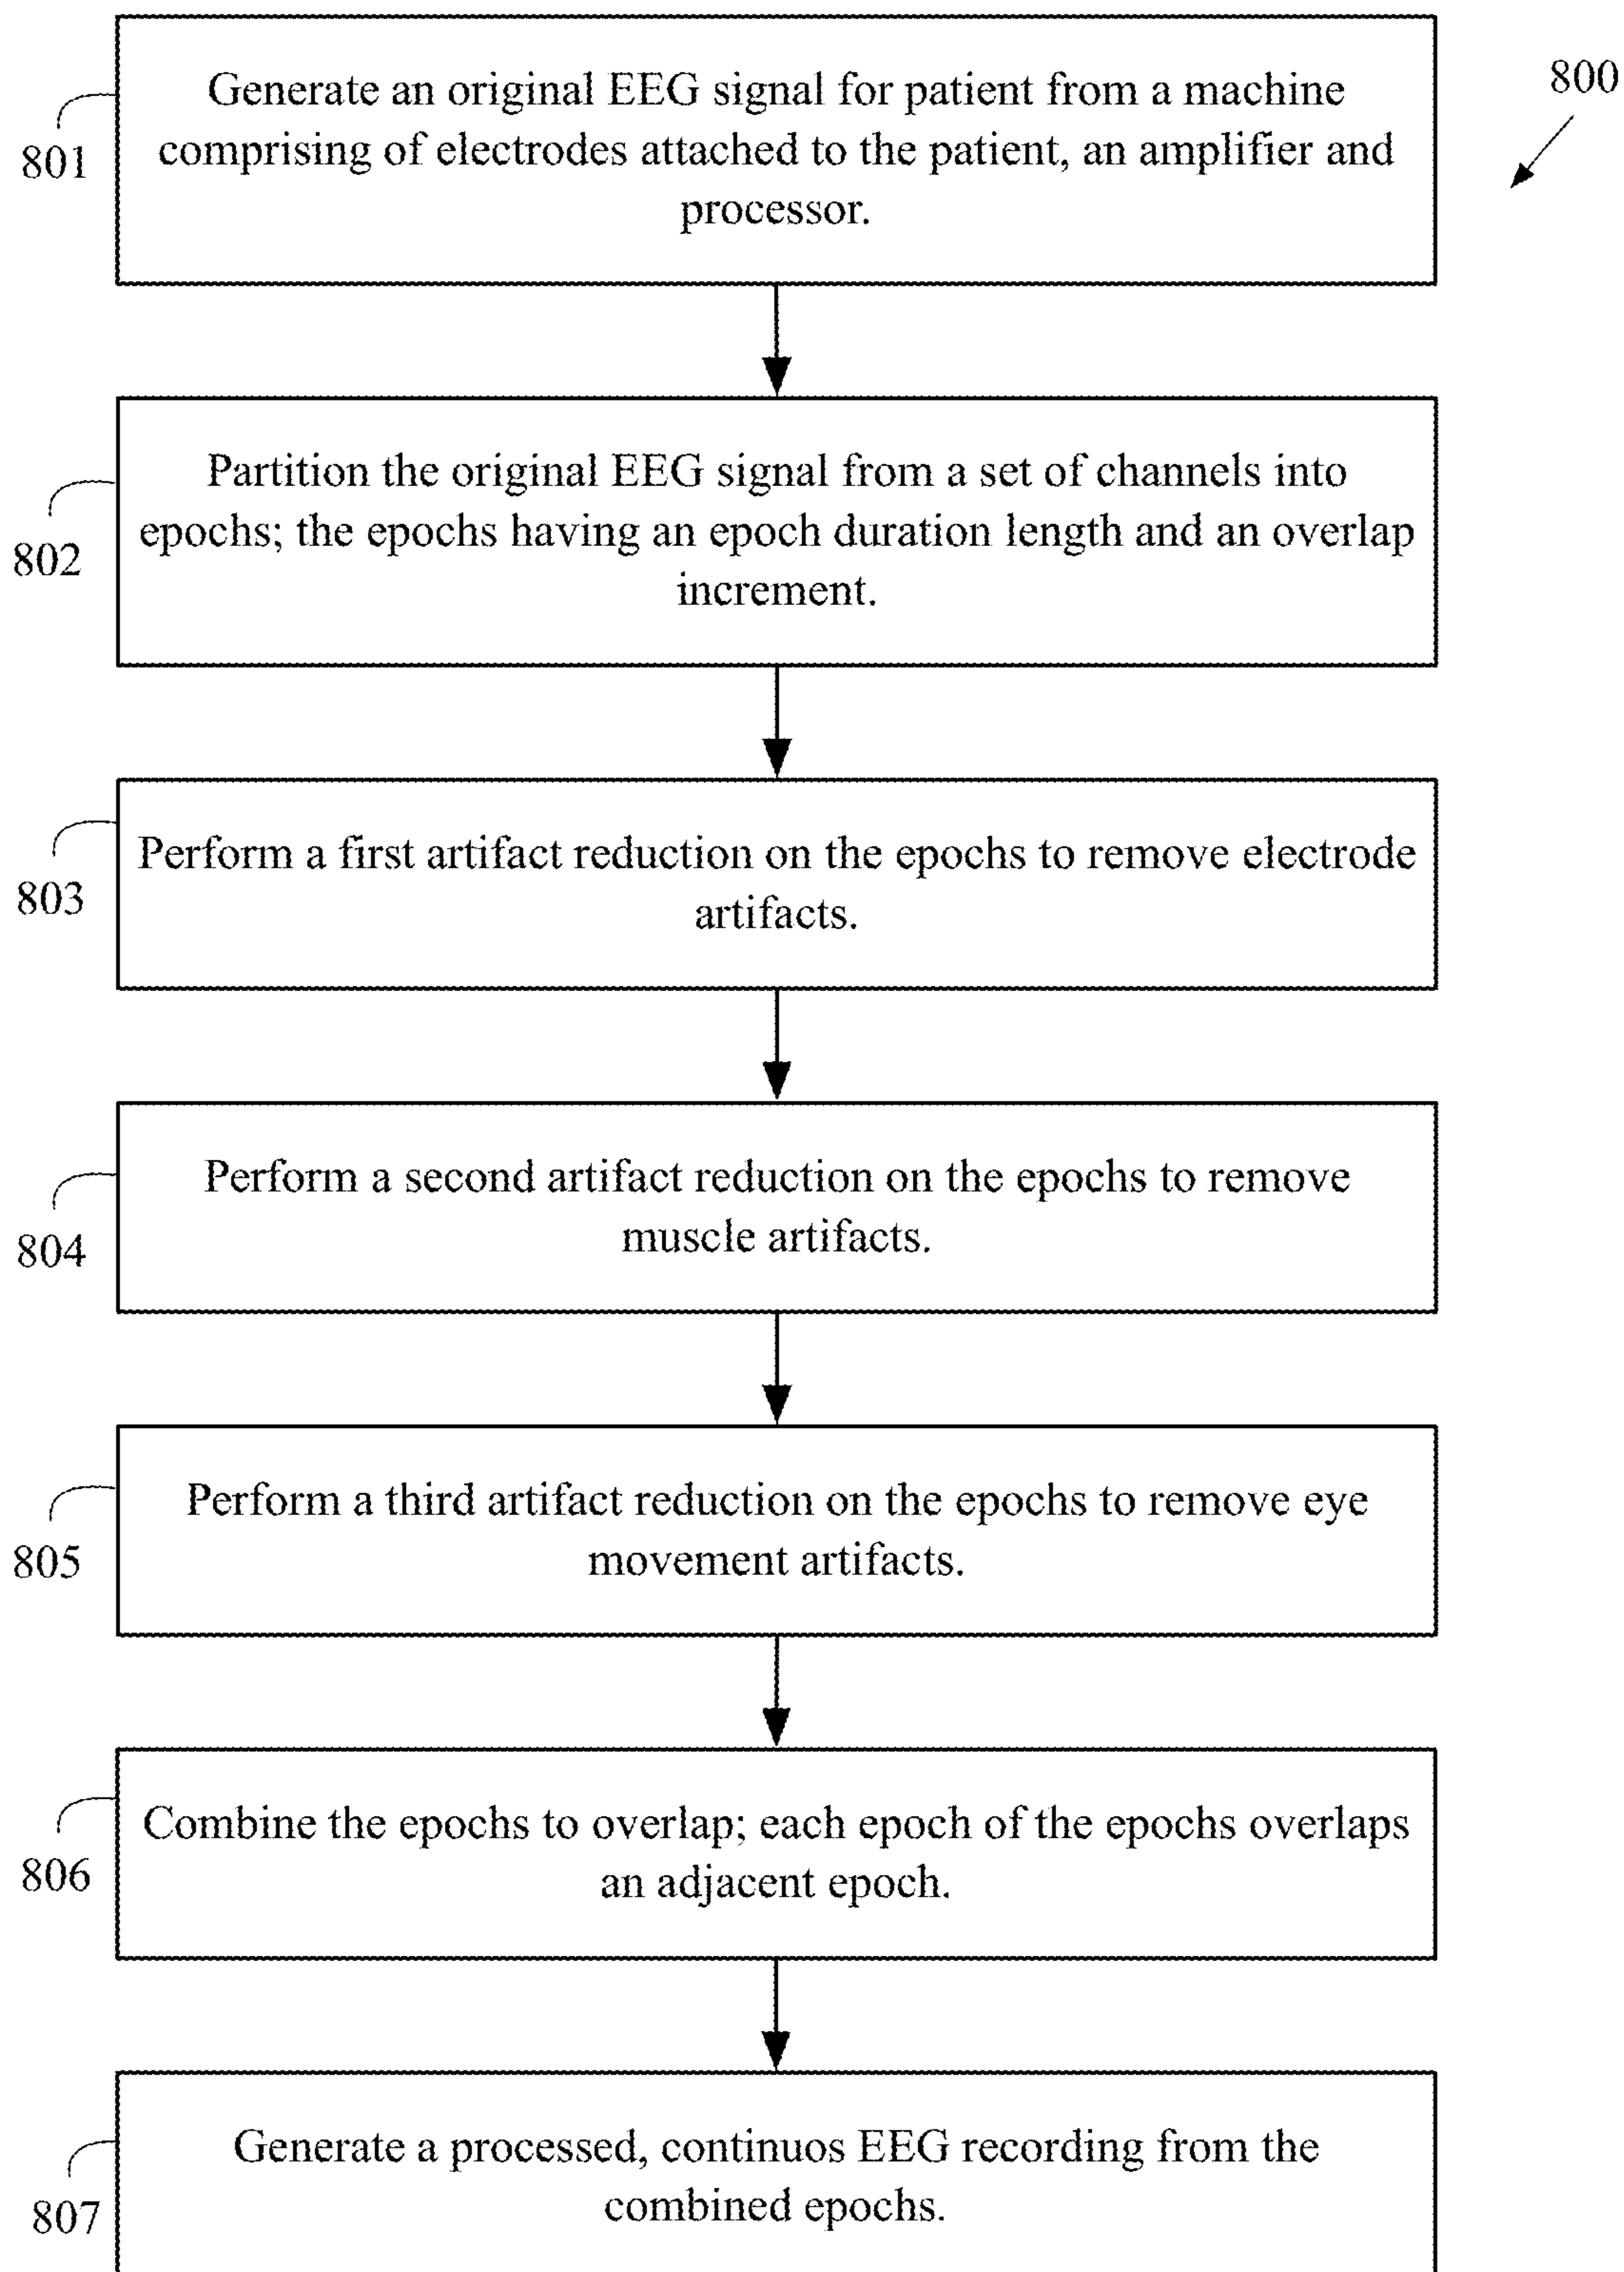 800
Generate an original EEG signal for patient from a machine
comprising of electrodes attached to the patient, an amplifier and
processor.
801
Partition the original EEG signal from a set of channels into
epochs; the epochs having an epoch duration length and an overlap
increment.
802
Perform a first artifact reduction on the epochs to remove electrode
artifacts.
803
Perform a second artifact reduction on the epochs to remove
muscle artifacts.
804
Perform a third artifact reduction on the epochs to remove eye
movement artifacts.
805
Combine the epochs to overlap; each epoch of the epochs overlaps
an adjacent epoch.
806
Generate a processed, continuos EEG recording from the
combined epochs.
807